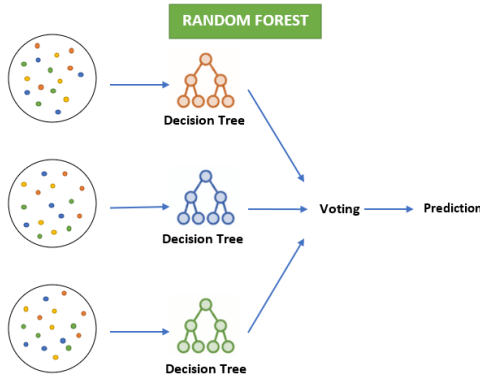 RANDOM FOREST
Decision Tree
Decision Tree
Voting
Prediction
Decision Tree